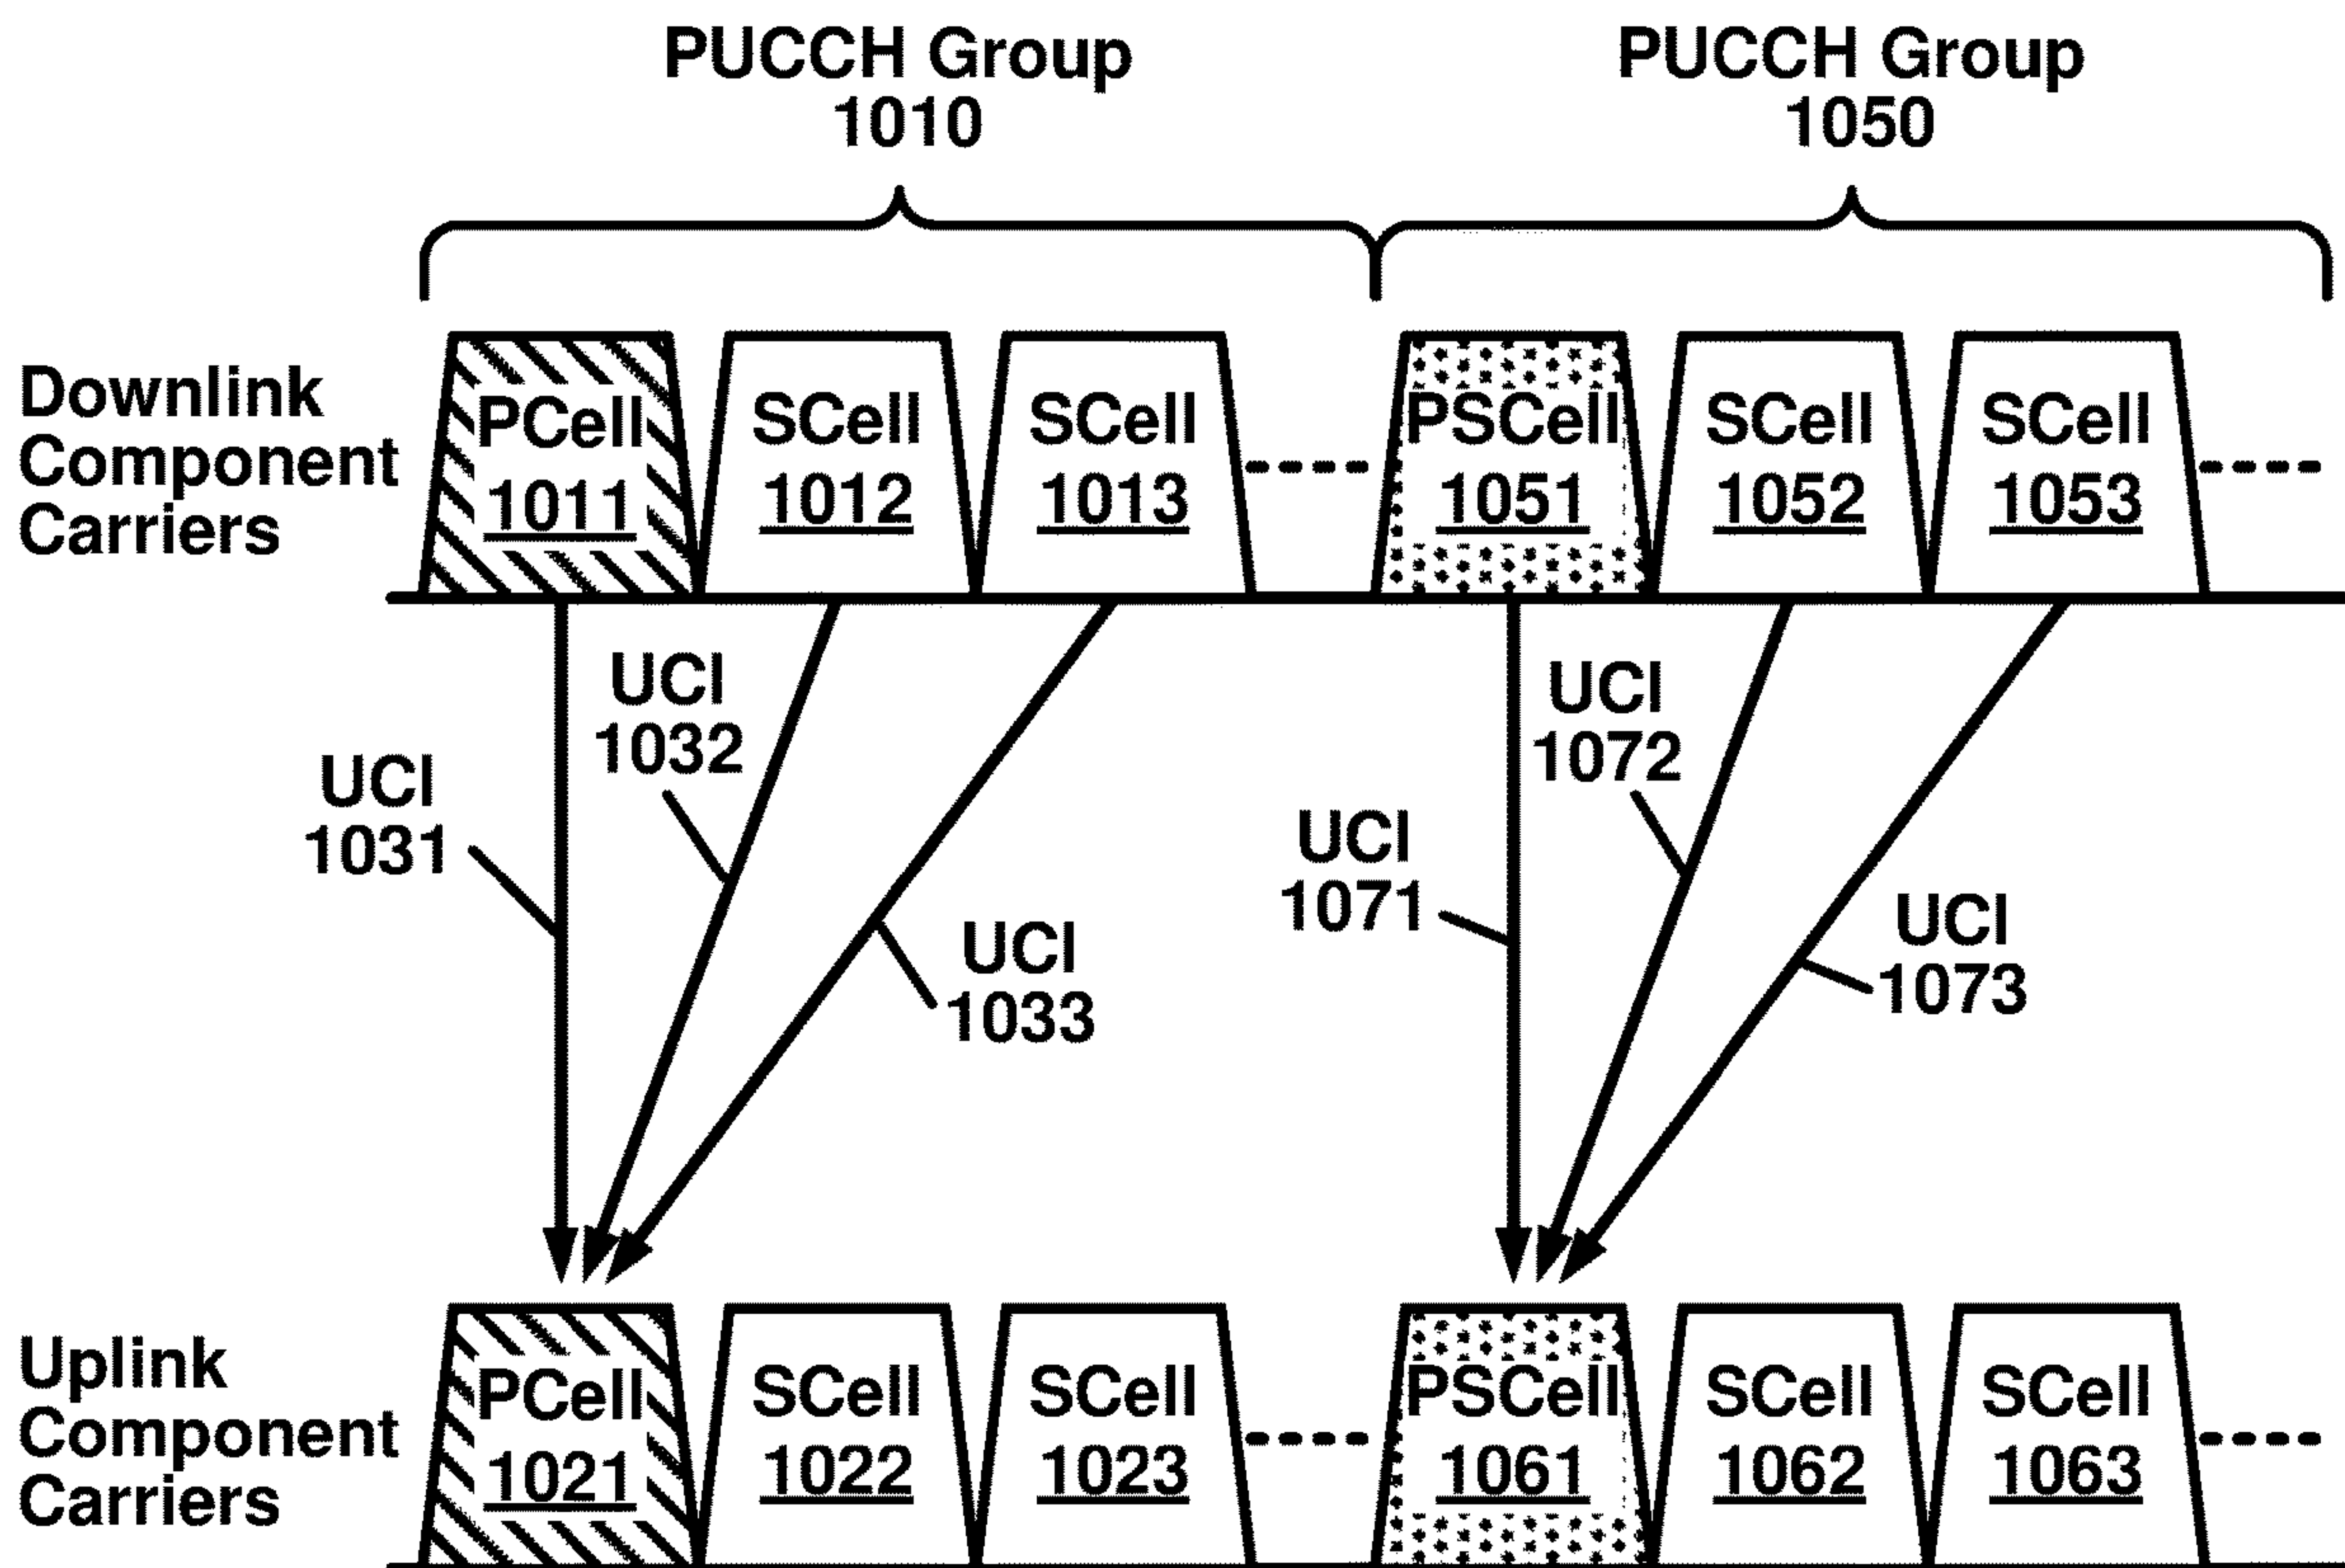 PUCCH Group
1010
PUCCH Group
1050
Downlink
Component
Carriers
PCell
1011
SCell
1012
SCell
1013
PSCell
1051
SCell
1052
SCell
1053
UCI
1031
UCI
1032
UCI
1033
UCI
1071
UCI
1072
UCI
1073
Uplink
Component
Carriers
PCell
1021
SCell
1022
SCell
1023
PSCell
1061
SCell
1062
SCell
1063